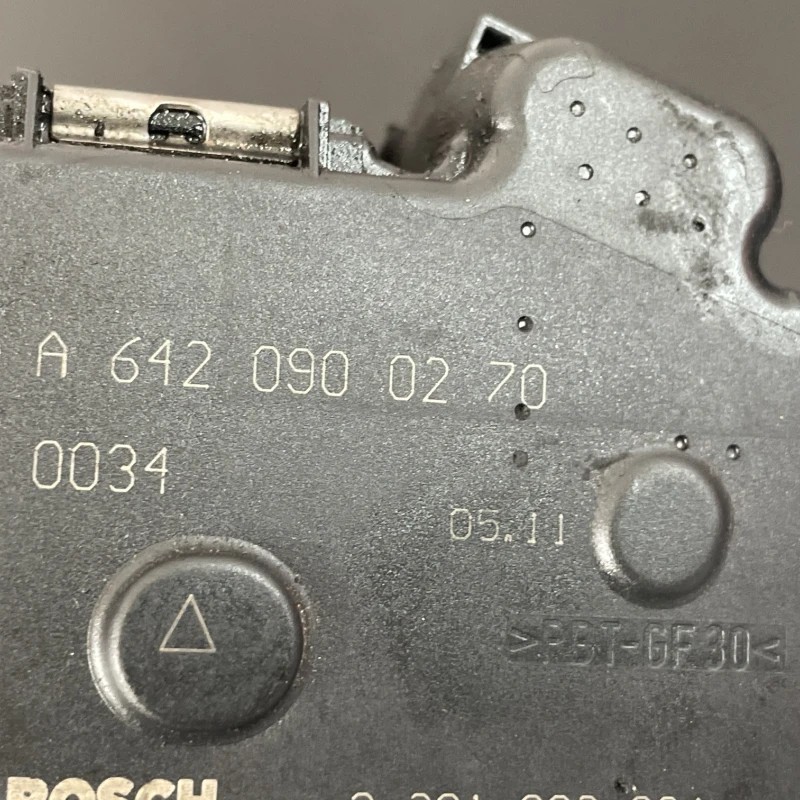 A 642 090 02 70
0034
05.11
>PBT-GF30<
BOSCH